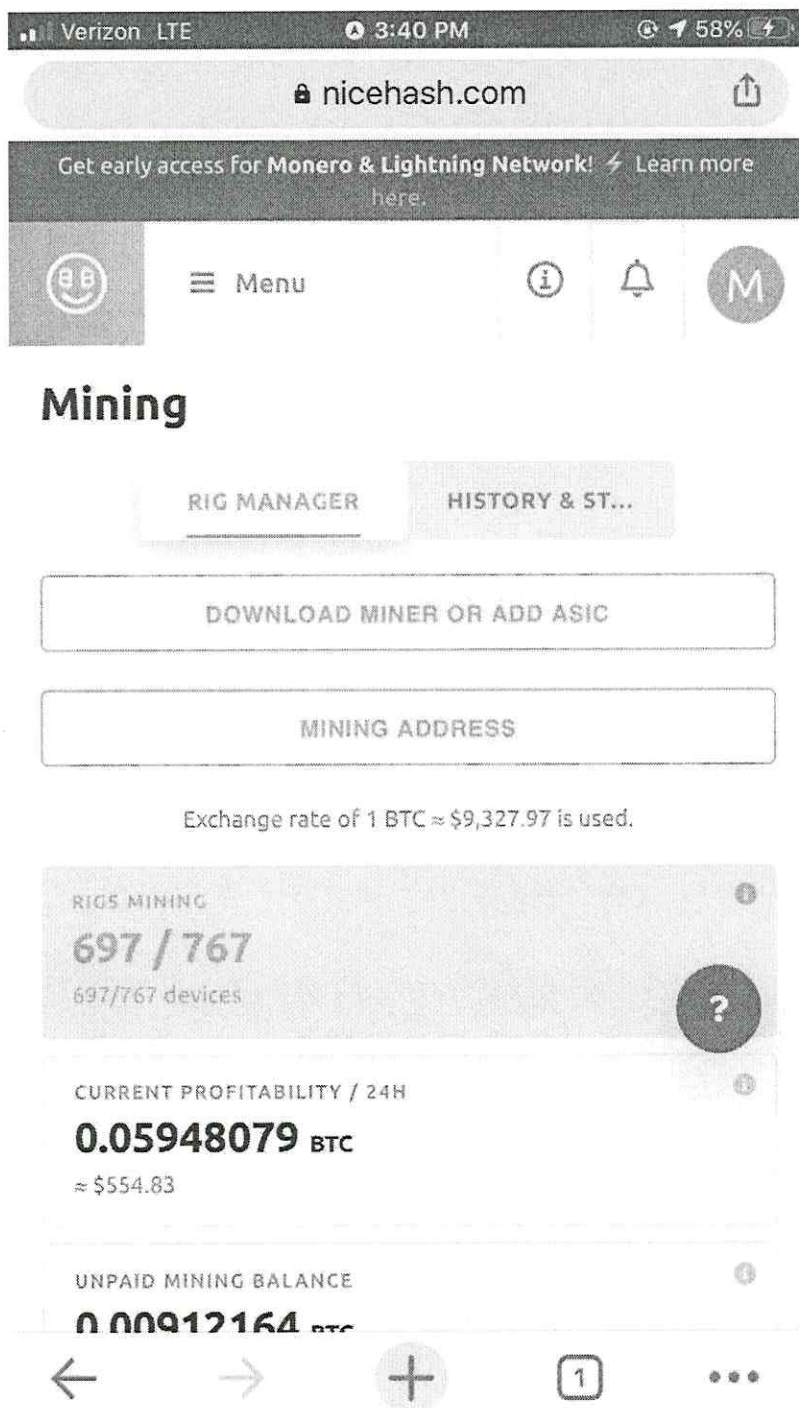 Verizon LTE 3:40 PM 58%
nicehash.com
Get early access for Monero & Lightning Network! ⚡ Learn more
here.
Menu
M
Mining
RIG MANAGER HISTORY & ST...
DOWNLOAD MINER OR ADD ASIC
MINING ADDRESS
Exchange rate of 1 BTC ≈ $9,327.97 is used.
RIGS MINING
697 / 767
697/767 devices
?
CURRENT PROFITABILITY / 24H
0.05948079 BTC
≈ $554.83
UNPAID MINING BALANCE
0.00912164 BTC
1